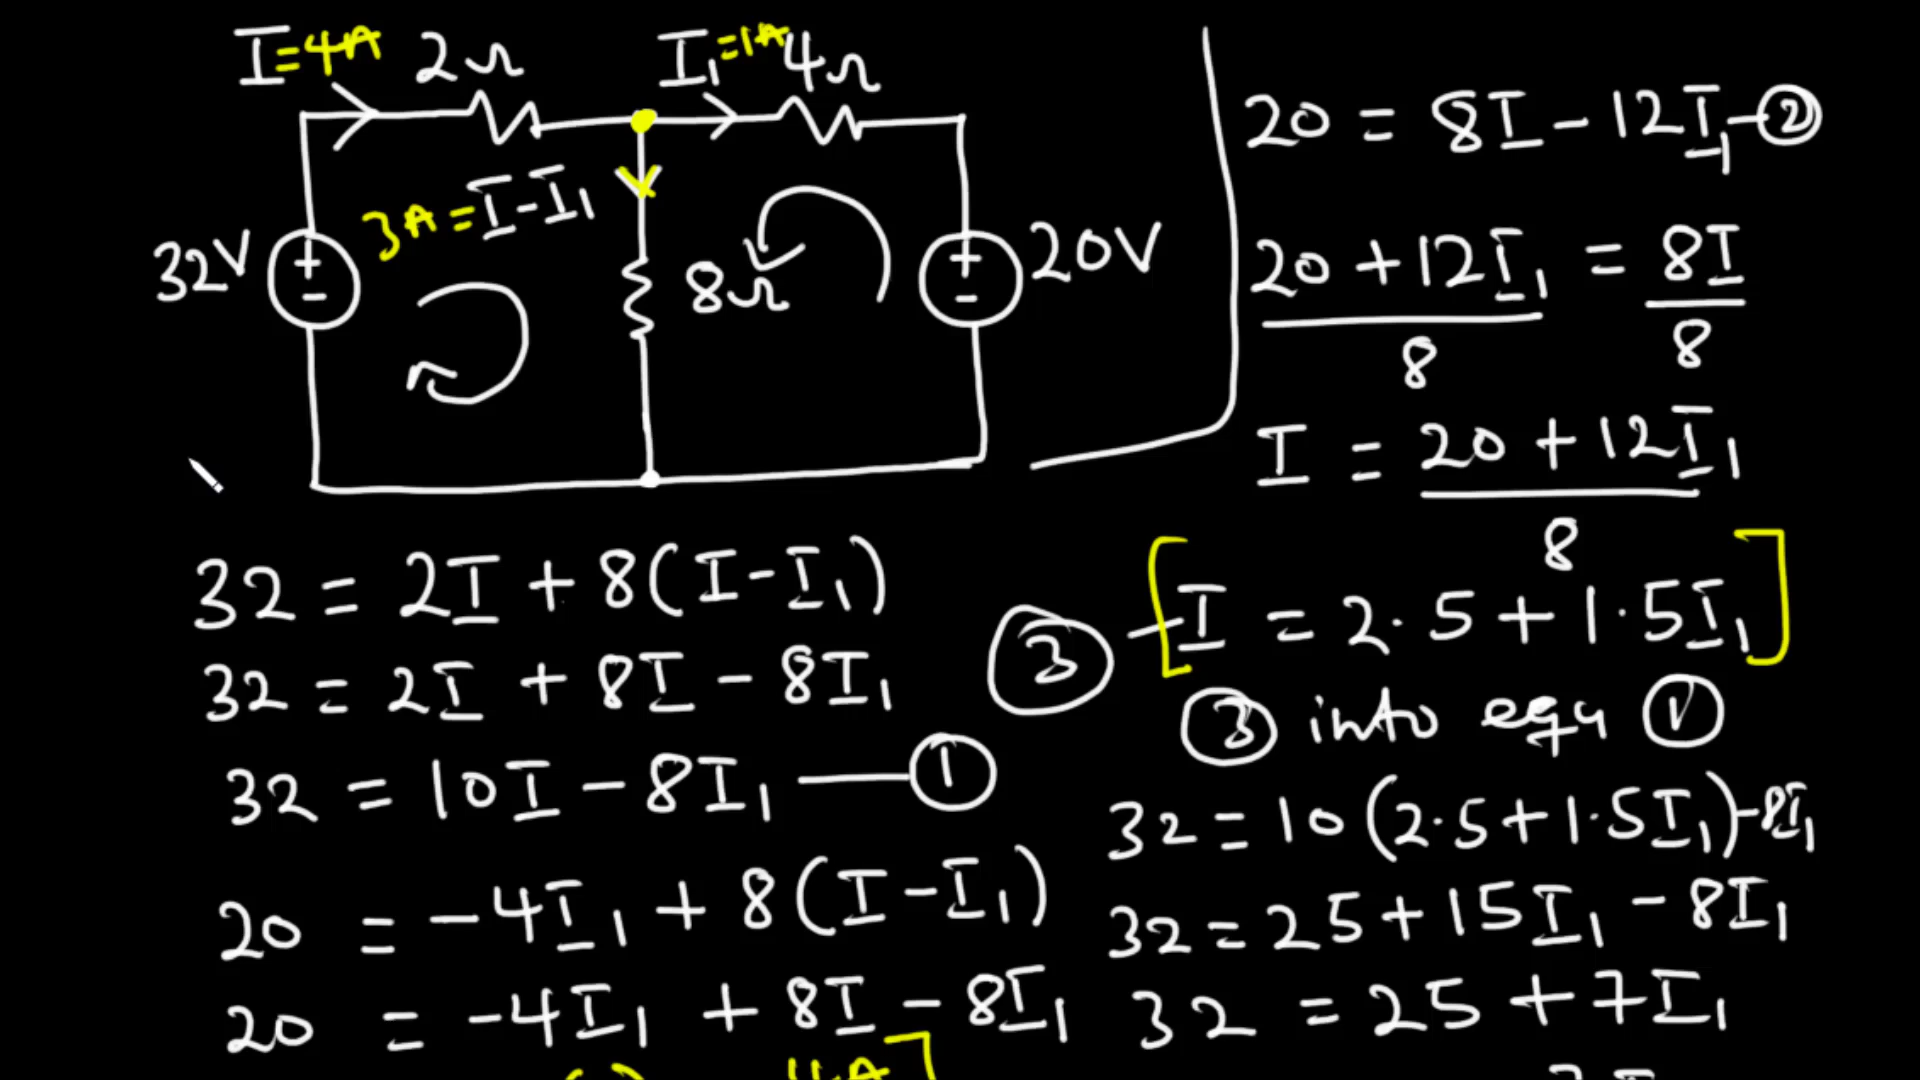 I=4A 2Ω I₁=1A 4Ω
3A=I-I₁
32V + - 8Ω + - 20V
32 = 2I + 8(I-I₁)
32 = 2I + 8I - 8I₁
32 = 10I - 8I₁ — ①
20 = -4I₁ + 8(I-I₁)
20 = -4I₁ + 8I - 8I₁
4A]
20 = 8I - 12I₁ - ②
20 + 12I₁ = 8I
8 8
I = 20 + 12I₁
8
③ - [I = 2.5 + 1.5I₁]
③ into equ ①
32 = 10(2.5 + 1.5I₁) - 8I₁
32 = 25 + 15I₁ - 8I₁
32 = 25 + 7I₁